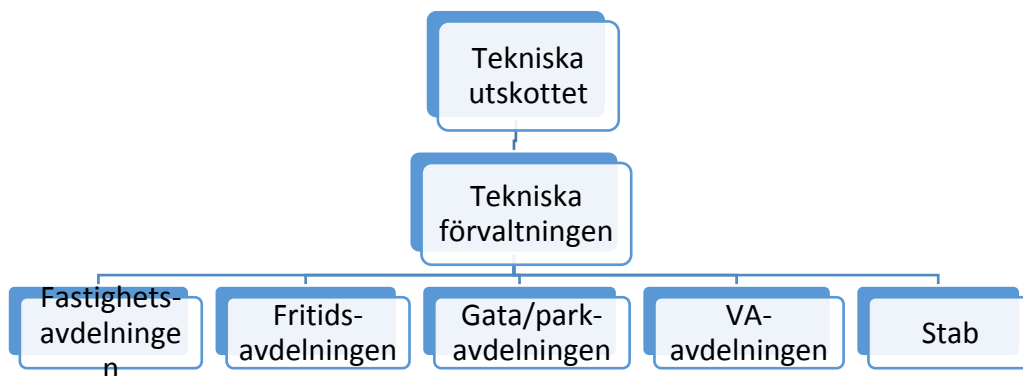 Tekniska
utskottet
Tekniska
förvaltningen
Fastighets-
avdelninge
n
Fritids-
avdelningen
Gata/park-
avdelningen
VA-
avdelningen
Stab